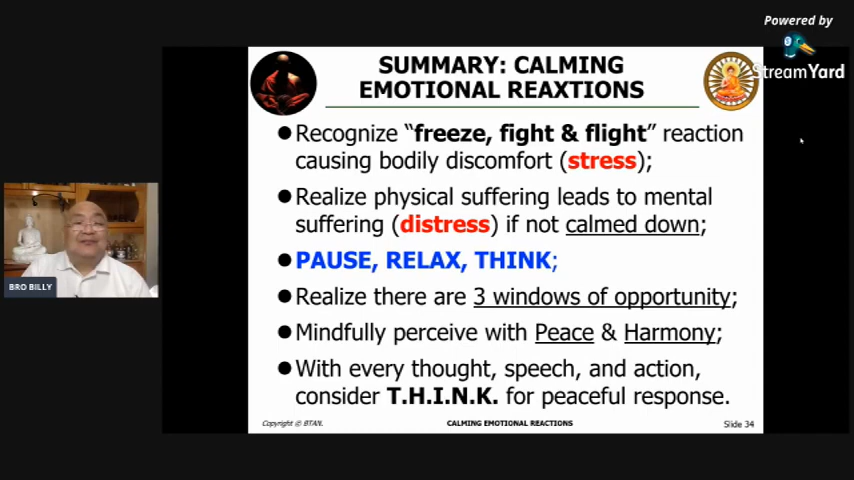 Powered by
StreamYard
SUMMARY: CALMING
EMOTIONAL REAXTIONS
●Recognize “freeze, fight & flight” reaction
causing bodily discomfort (stress);
●Realize physical suffering leads to mental
suffering (distress) if not calmed down;
●PAUSE, RELAX, THINK;
●Realize there are 3 windows of opportunity;
●Mindfully perceive with Peace & Harmony;
●With every thought, speech, and action,
consider T.H.I.N.K. for peaceful response.
BRO BILLY
Copyright © BTAN.
CALMING EMOTIONAL REACTIONS
Slide 34